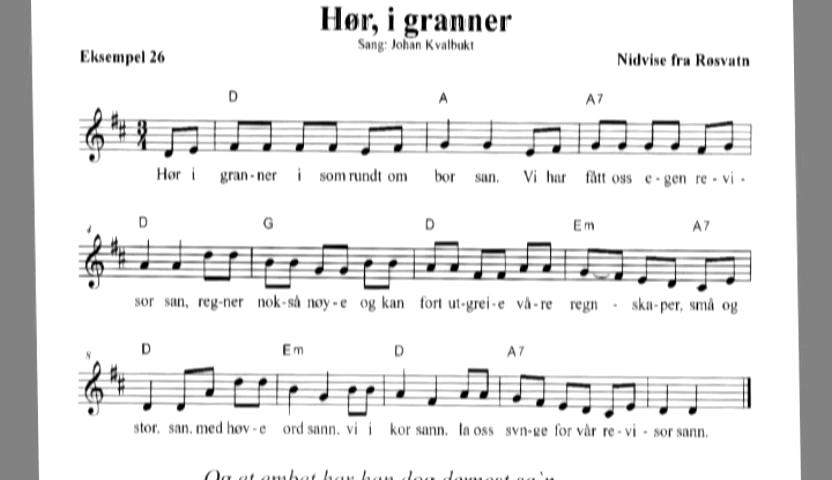 Hør, i granner
Sang: Johan Kvalbukt
Eksempel 26
Nidvise fra Røsvatn
D A A7
3
4
Hør i gran - ner i som rundt om bor san. Vi har fått oss e - gen re - vi -
4
D G D Em A7
sor san, reg-ner nok-så nøy-e og kan fort ut-grei-e vå-re regn - ska-per, små og
8
D Em D A7
stor. san. med høv-e ord sann. vi i kor sann. la oss syn-ge for vår re-vi - sor sann.